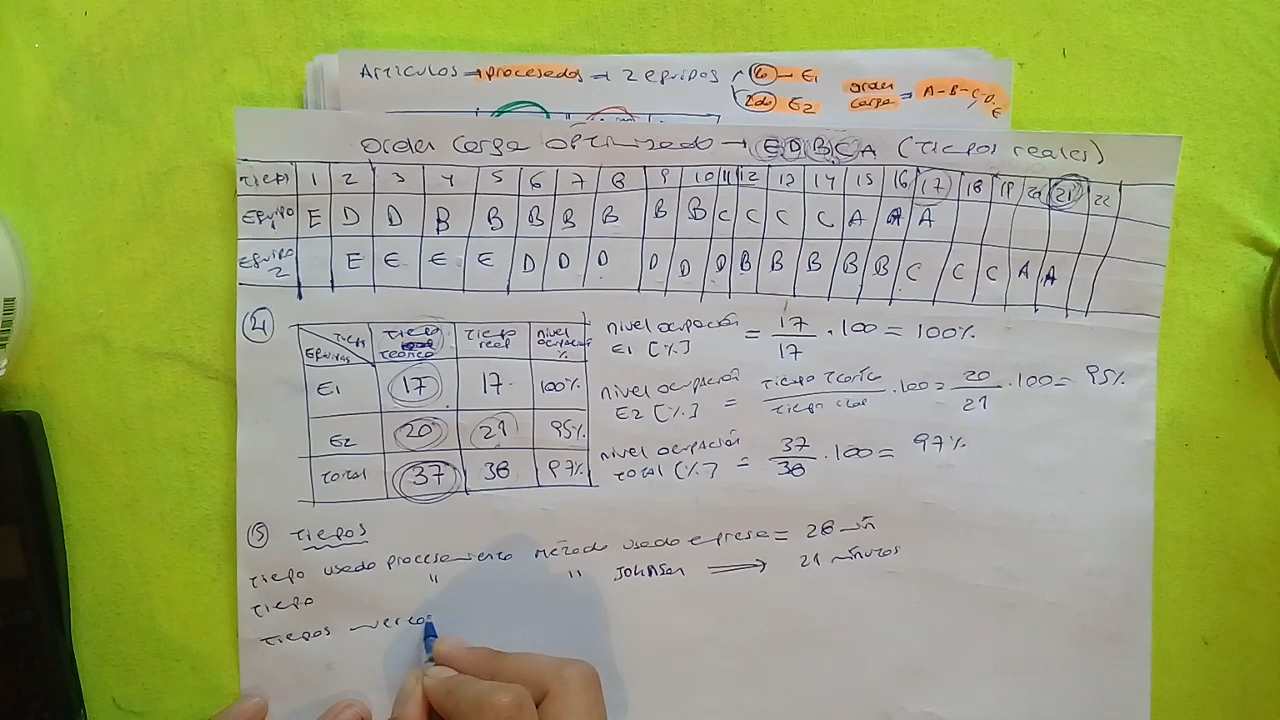 Artículos → procesados → 2 equipos
1o → E1
2do E2
orden carga → A-B-C-D-E
orden carga optimizado → E D B C A (Tiempos reales)
Tiempo 1 2 3 4 5 6 7 8 9 10 11 12 13 14 15 16 17 18 19 20 21 22
Equipo 1 E D D B B B B B B B C C C C A A A
Equipo 2 E E E E D D D D D D B B B B B C C C A A
4
Equipos Tiempo Tiempo teórico Tiempo real nivel ocupación %
E1 17 17 100%
E2 20 21 95%
Total 37 38 97%
nivel ocupación E1 [%] = 17/17 · 100 = 100%
nivel ocupación E2 [%] = Tiempo Teórico / Tiempo real · 100 = 20/21 · 100 = 95%
nivel ocupación Total [%] = 37/38 · 100 = 97%
5 Tiempos
Tiempo usado procesamiento método usado empresa = 28 min
Tiempo " " Johnson ⟹ 21 minutos
Tiempos